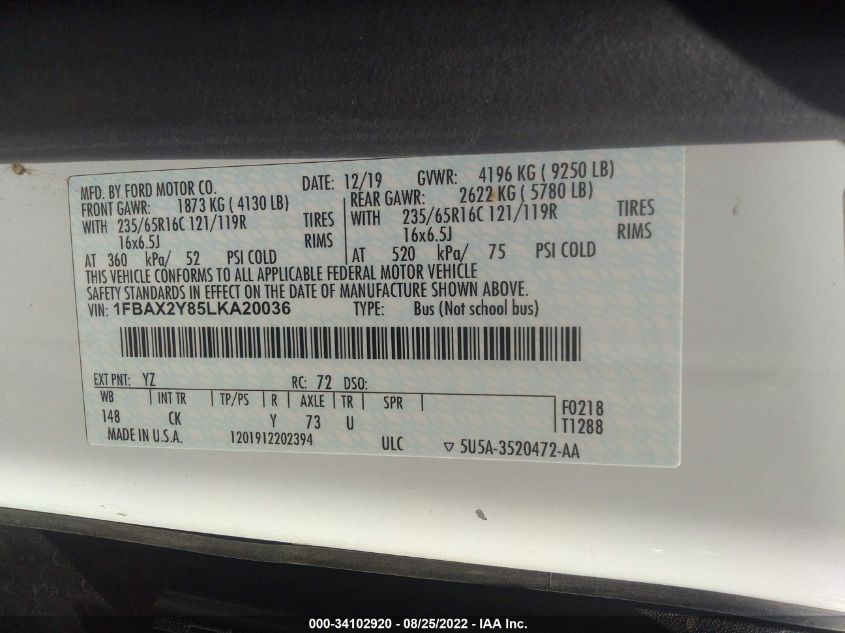 MFD. BY FORD MOTOR CO. DATE: 12/19 GVWR: 4196 KG ( 9250 LB)
FRONT GAWR: 1873 KG ( 4130 LB) REAR GAWR: 2622 KG ( 5780 LB)
WITH 235/65R16C 121/119R TIRES WITH 235/65R16C 121/119R TIRES
16x6.5J RIMS 16x6.5J RIMS
AT 360 kPa/ 52 PSI COLD AT 520 kPa/ 75 PSI COLD
THIS VEHICLE CONFORMS TO ALL APPLICABLE FEDERAL MOTOR VEHICLE
SAFETY STANDARDS IN EFFECT ON THE DATE OF MANUFACTURE SHOWN ABOVE.
VIN: 1FBAX2Y85LKA20036 TYPE: Bus (Not school bus)
EXT PNT: YZ RC: 72 DSO:
WB INT TR TP/PS R AXLE TR SPR F0218
148 CK Y 73 U T1288
MADE IN U.S.A. 1201912202394 ULC ▽ 5U5A-3520472-AA
000-34102920 - 08/25/2022 - IAA Inc.